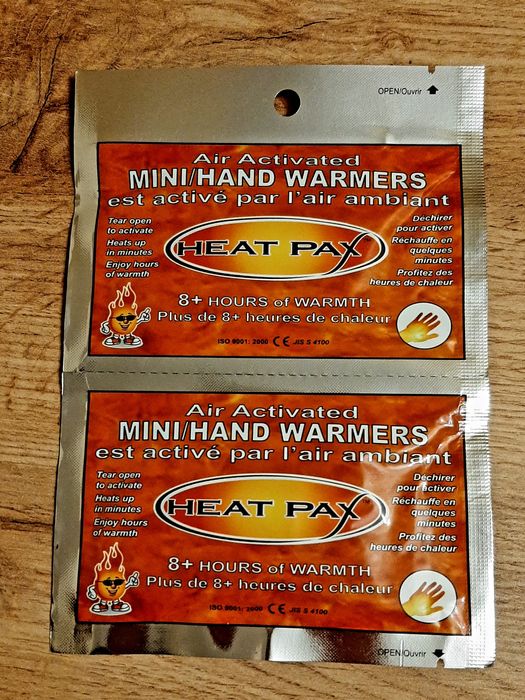 OPEN/Ouvrir
Air Activated
MINI/HAND WARMERS
est activé par l'air ambiant
Tear open
to activate
Heats up
in minutes
Enjoy hours
of warmth
HEAT PAX
Déchirer
pour activer
Réchauffe en
quelques
minutes
Profitez des
heures de chaleur
8+ HOURS of WARMTH
Plus de 8+ heures de chaleur
ISO 9001: 2000 CE JIS S 4100
Air Activated
MINI/HAND WARMERS
est activé par l'air ambiant
Tear open
to activate
Heats up
in minutes
Enjoy hours
of warmth
HEAT PAX
Déchirer
pour activer
Réchauffe en
quelques
minutes
Profitez des
heures de chaleur
8+ HOURS of WARMTH
Plus de 8+ heures de chaleur
ISO 9001: 2000 CE JIS S 4100
OPEN/Ouvrir